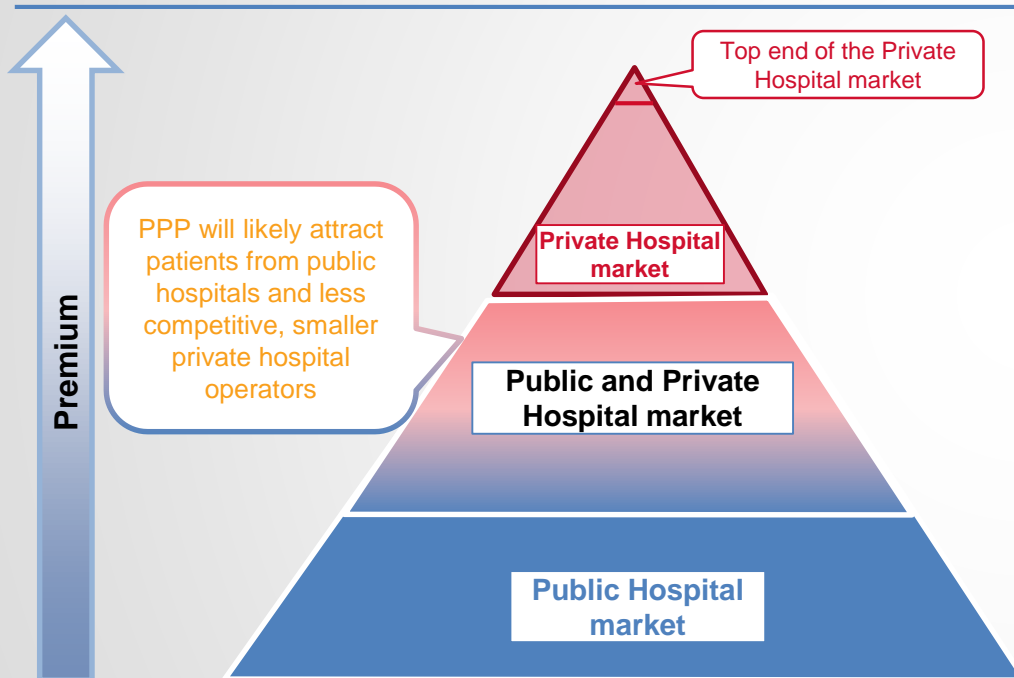 Top end of the Private
Hospital market
PPP will likely attract
patients from public
hospitals and less
competitive, smaller
private hospital
operators
Premium
Private Hospital
market
Public and Private
Hospital market
Public Hospital
market